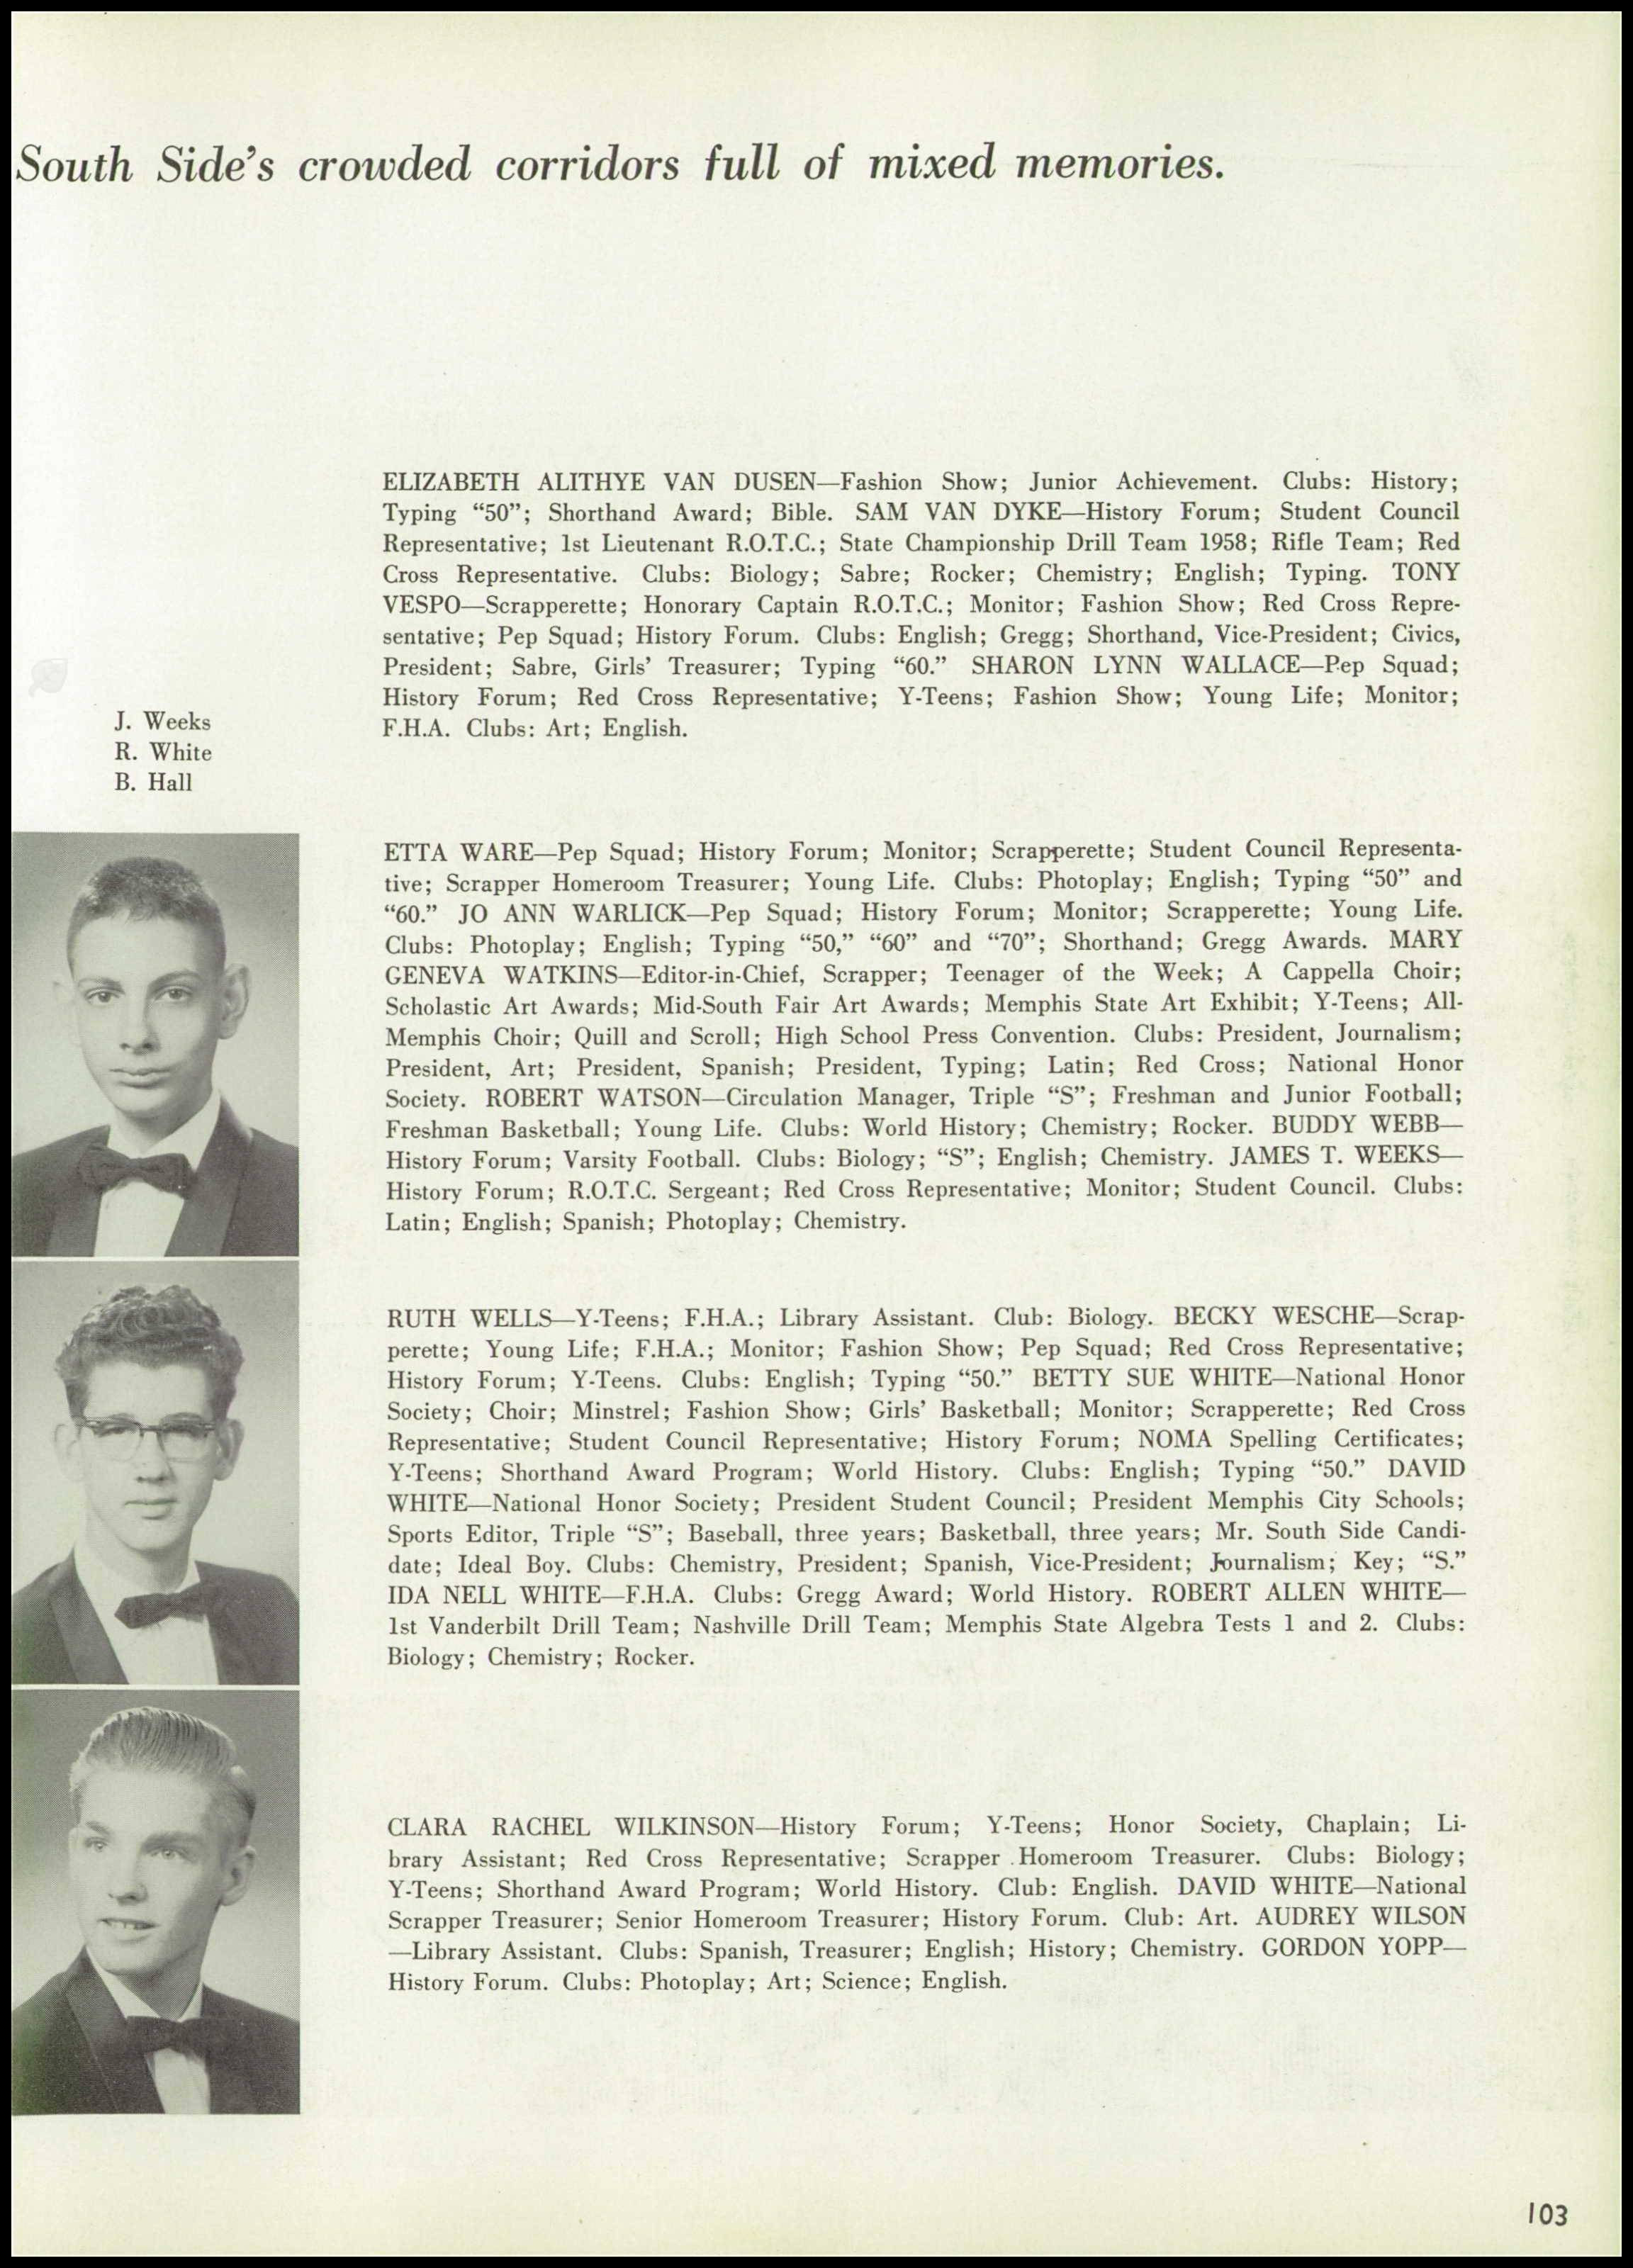 South Side's crowded corridors full of mixed memories.
ELIZABETH ALITHYE VAN DUSEN—Fashion Show; Junior Achievement. Clubs: History;
Typing “50”; Shorthand Award; Bible. SAM VAN DYKE—History Forum; Student Council
Representative; 1st Lieutenant R.O.T.C.; State Championship Drill Team 1958; Rifle Team; Red
Cross Representative. Clubs: Biology; Sabre; Rocker; Chemistry; English; Typing. TONY
VESPO—Scrapperette; Honorary Captain R.O.T.C.; Monitor; Fashion Show; Red Cross Repre-
sentative; Pep Squad; History Forum. Clubs: English; Gregg; Shorthand, Vice-President; Civics,
President; Sabre, Girls' Treasurer; Typing “60.” SHARON LYNN WALLACE—Pep Squad;
History Forum; Red Cross Representative; Y-Teens; Fashion Show; Young Life; Monitor;
F.H.A. Clubs: Art; English.
J. Weeks
R. White
B. Hall
ETTA WARE—Pep Squad; History Forum; Monitor; Scrapperette; Student Council Representa-
tive; Scrapper Homeroom Treasurer; Young Life. Clubs: Photoplay; English; Typing “50” and
“60.” JO ANN WARLICK—Pep Squad; History Forum; Monitor; Scrapperette; Young Life.
Clubs: Photoplay; English; Typing “50,” “60” and “70”; Shorthand; Gregg Awards. MARY
GENEVA WATKINS—Editor-in-Chief, Scrapper; Teenager of the Week; A Cappella Choir;
Scholastic Art Awards; Mid-South Fair Art Awards; Memphis State Art Exhibit; Y-Teens; All-
Memphis Choir; Quill and Scroll; High School Press Convention. Clubs: President, Journalism;
President, Art; President, Spanish; President, Typing; Latin; Red Cross; National Honor
Society. ROBERT WATSON—Circulation Manager, Triple “S”; Freshman and Junior Football;
Freshman Basketball; Young Life. Clubs: World History; Chemistry; Rocker. BUDDY WEBB—
History Forum; Varsity Football. Clubs: Biology; “S”; English; Chemistry. JAMES T. WEEKS—
History Forum; R.O.T.C. Sergeant; Red Cross Representative; Monitor; Student Council. Clubs:
Latin; English; Spanish; Photoplay; Chemistry.
RUTH WELLS—Y-Teens; F.H.A.; Library Assistant. Club: Biology. BECKY WESCHE—Scrap-
perette; Young Life; F.H.A.; Monitor; Fashion Show; Pep Squad; Red Cross Representative;
History Forum; Y-Teens. Clubs: English; Typing “50.” BETTY SUE WHITE—National Honor
Society; Choir; Minstrel; Fashion Show; Girls' Basketball; Monitor; Scrapperette; Red Cross
Representative; Student Council Representative; History Forum; NOMA Spelling Certificates;
Y-Teens; Shorthand Award Program; World History. Clubs: English; Typing “50.” DAVID
WHITE—National Honor Society; President Student Council; President Memphis City Schools;
Sports Editor, Triple “S”; Baseball, three years; Basketball, three years; Mr. South Side Candi-
date; Ideal Boy. Clubs: Chemistry, President; Spanish, Vice-President; Journalism; Key; “S.”
IDA NELL WHITE—F.H.A. Clubs: Gregg Award; World History. ROBERT ALLEN WHITE—
1st Vanderbilt Drill Team; Nashville Drill Team; Memphis State Algebra Tests 1 and 2. Clubs:
Biology; Chemistry; Rocker.
CLARA RACHEL WILKINSON—History Forum; Y-Teens; Honor Society, Chaplain; Li-
brary Assistant; Red Cross Representative; Scrapper Homeroom Treasurer. Clubs: Biology;
Y-Teens; Shorthand Award Program; World History. Club: English. DAVID WHITE—National
Scrapper Treasurer; Senior Homeroom Treasurer; History Forum. Club: Art. AUDREY WILSON
—Library Assistant. Clubs: Spanish, Treasurer; English; History; Chemistry. GORDON YOPP—
History Forum. Clubs: Photoplay; Art; Science; English.
103